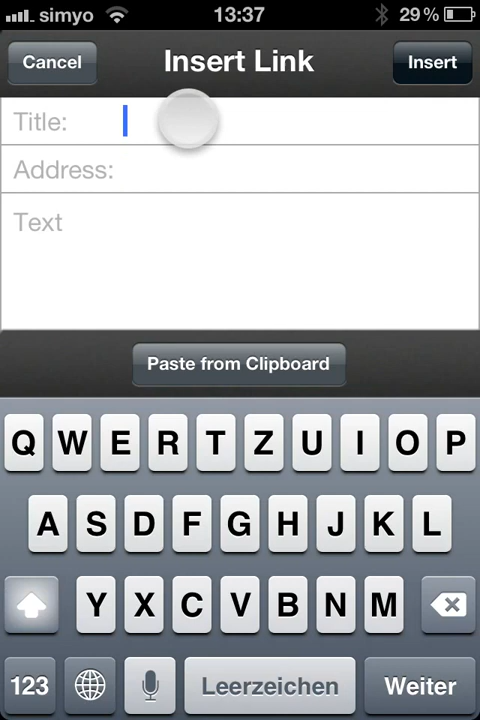 simyo 13:37 29 %
Cancel Insert Link Insert
Title:
Address:
Text
Paste from Clipboard
Q W E R T Z U I O P
A S D F G H J K L
Y X C V B N M
123 Leerzeichen Weiter